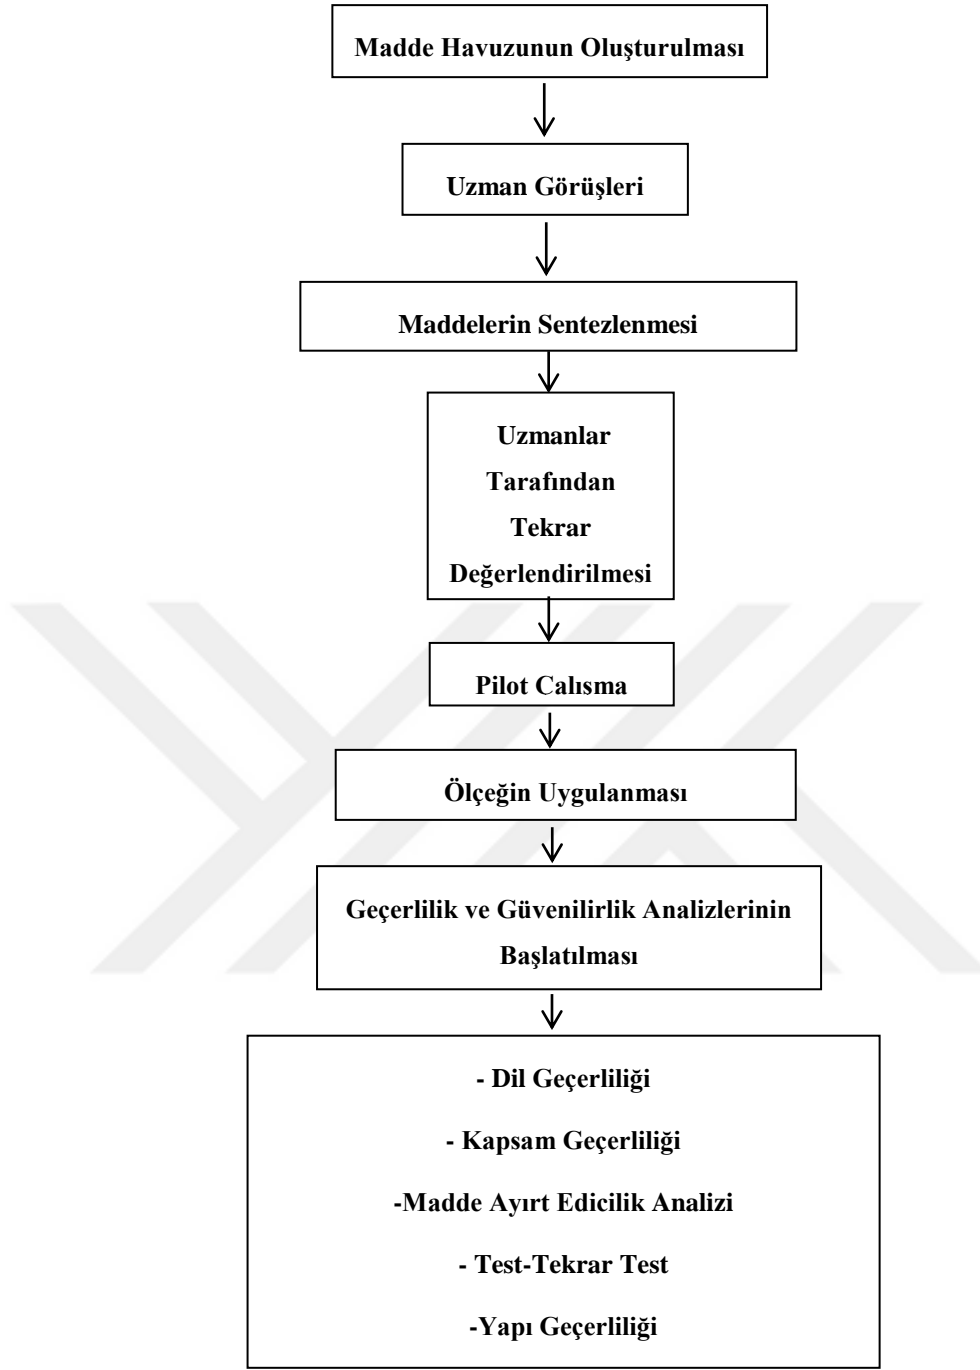 Madde Havuzunun Oluşturulması
Uzman Görüşleri
Maddelerin Sentezlenmesi
Uzmanlar
Tarafından
Tekrar
Değerlendirilmesi
Pilot Calısma
Ölçeğin Uygulanması
Geçerlilik ve Güvenilirlik Analizlerinin
Başlatılması
- Dil Geçerliliği
- Kapsam Geçerliliği
-Madde Ayırt Edicilik Analizi
- Test-Tekrar Test
-Yapı Geçerliliği